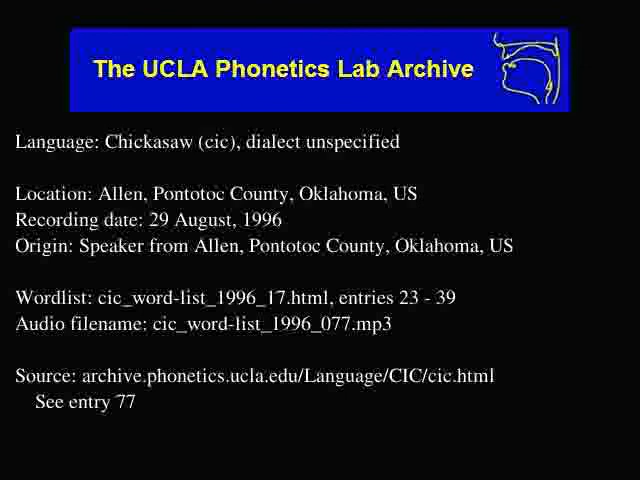 The UCLA Phonetics Lab Archive
Language: Chickasaw (cic), dialect unspecified
Location: Allen, Pontotoc County, Oklahoma, US
Recording date: 29 August, 1996
Origin: Speaker from Allen, Pontotoc County, Oklahoma, US
Wordlist: cic_word-list_1996_17.html, entries 23 - 39
Audio filename: cic_word-list_1996_077.mp3
Source: archive.phonetics.ucla.edu/Language/CIC/cic.html
See entry 77